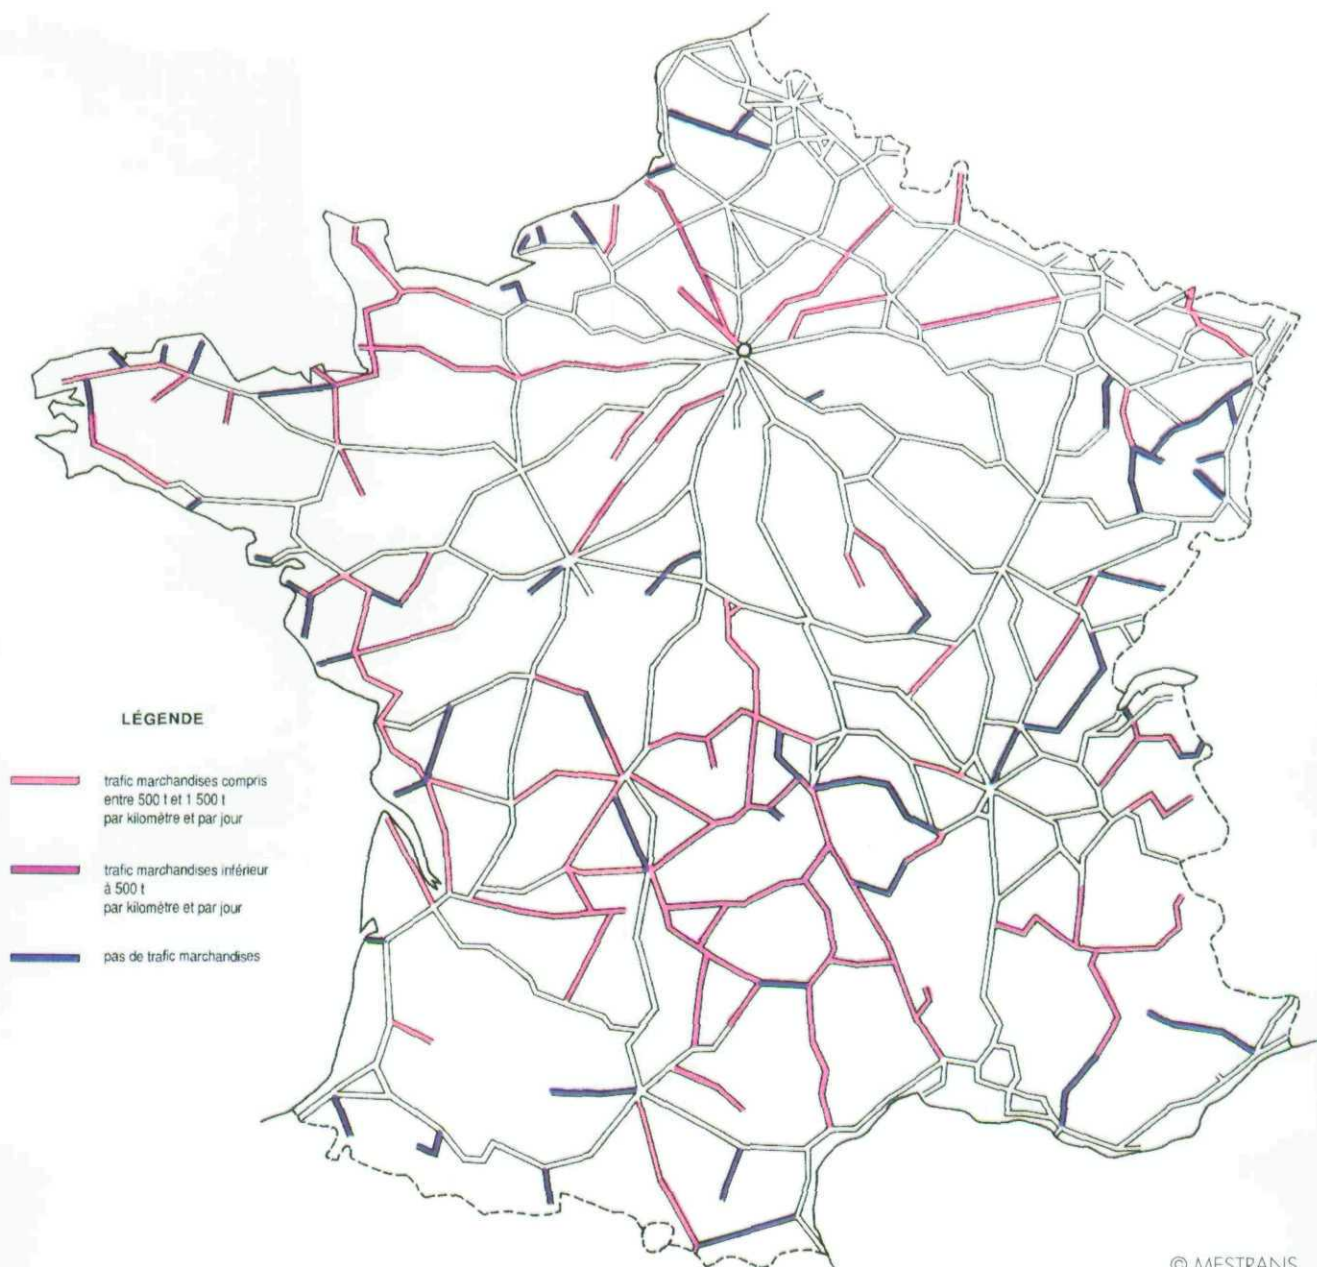 LÉGENDE
trafic marchandises compris
entre 500 t et 1 500 t
par kilomètre et par jour
trafic marchandises inférieur
à 500 t
par kilomètre et par jour
pas de trafic marchandises
© MESTRANS